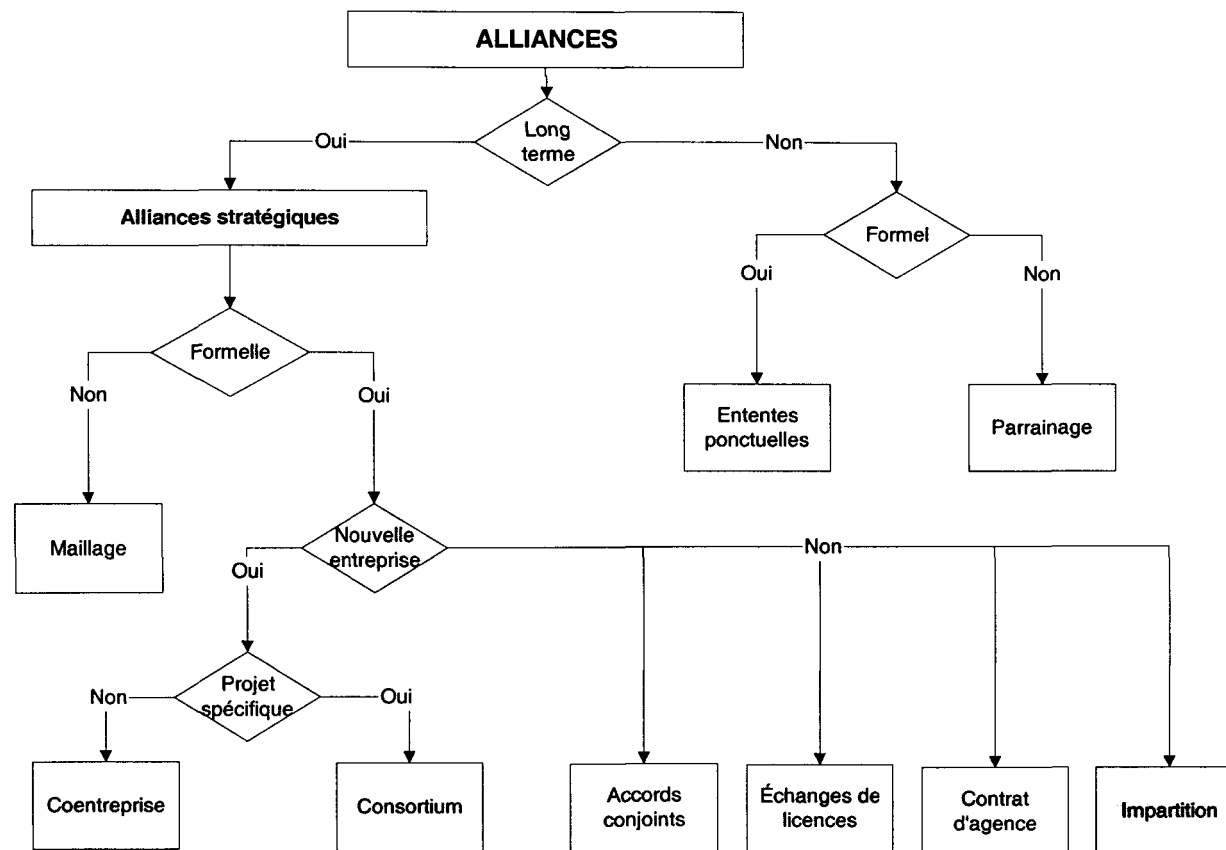 ALLIANCES
Long
terme
Oui
Non
Alliances stratégiques
Formel
Oui
Non
Formelle
Non
Oui
Ententes
ponctuelles
Parrainage
Maillage
Nouvelle
entreprise
Oui
Non
Projet
spécifique
Non
Oui
Coentreprise
Consortium
Accords
conjoints
Échanges de
licences
Contrat
d'agence
Impartition